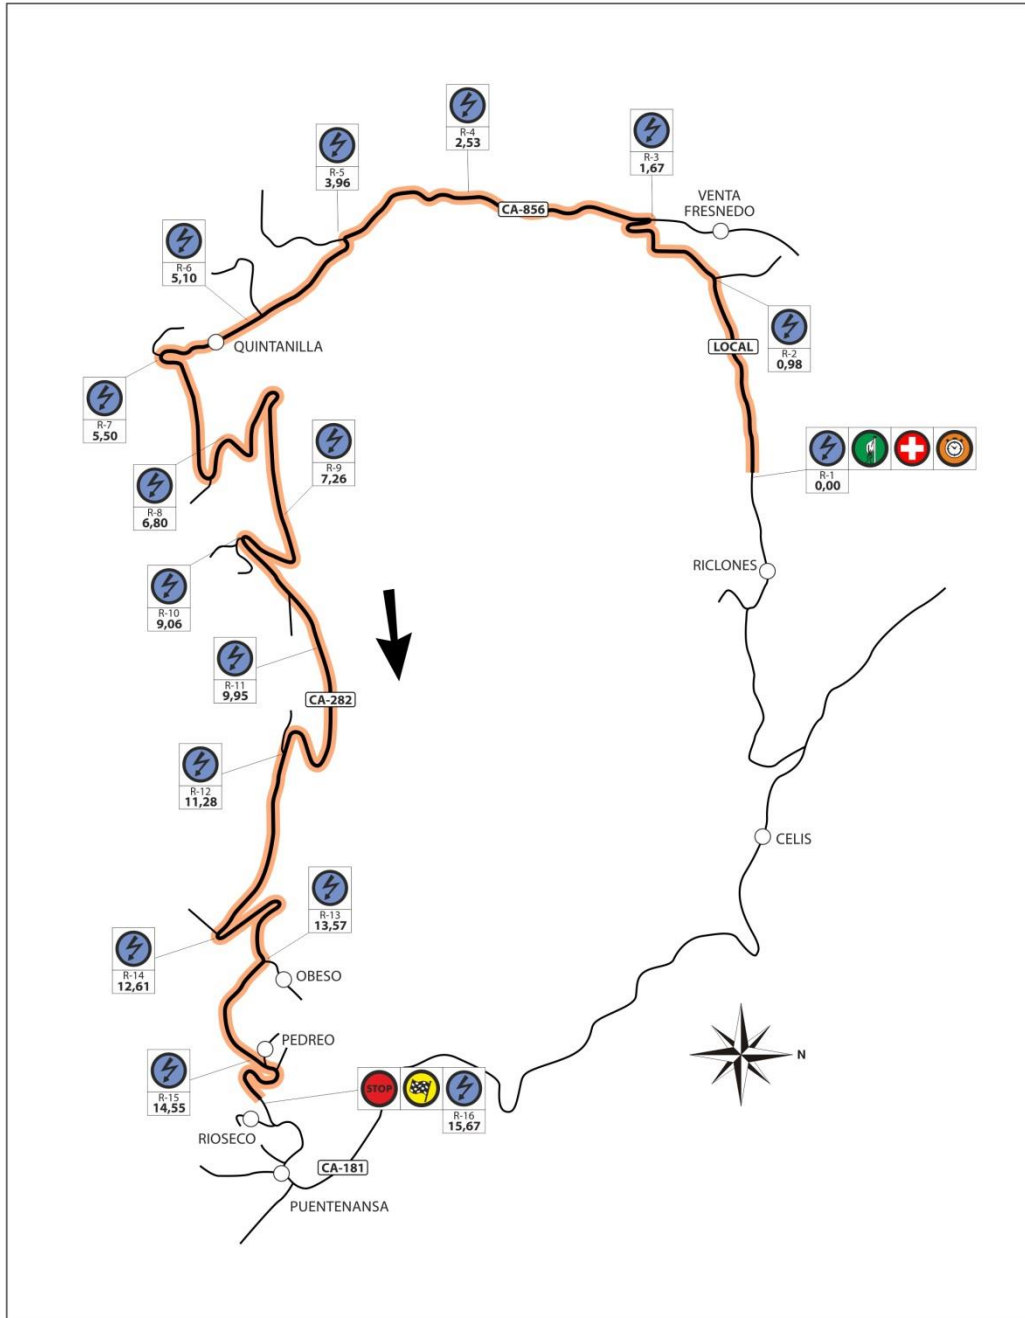 R-4
2,53
R-3
1,67
R-5
3,96
VENTA
FRESNEDO
CA-856
R-6
5,10
QUINTANILLA
LOCAL
R-2
0,98
R-7
5,50
R-9
7,26
R-1
0,00
R-8
6,80
RICLONES
R-10
9,06
R-11
9,95
CA-282
R-12
11,28
CELIS
R-13
13,57
R-14
12,61
OBESO
PEDREO
N
R-15
14,55
STOP
R-16
15,67
RIOSECO
CA-181
PUENTENANSA